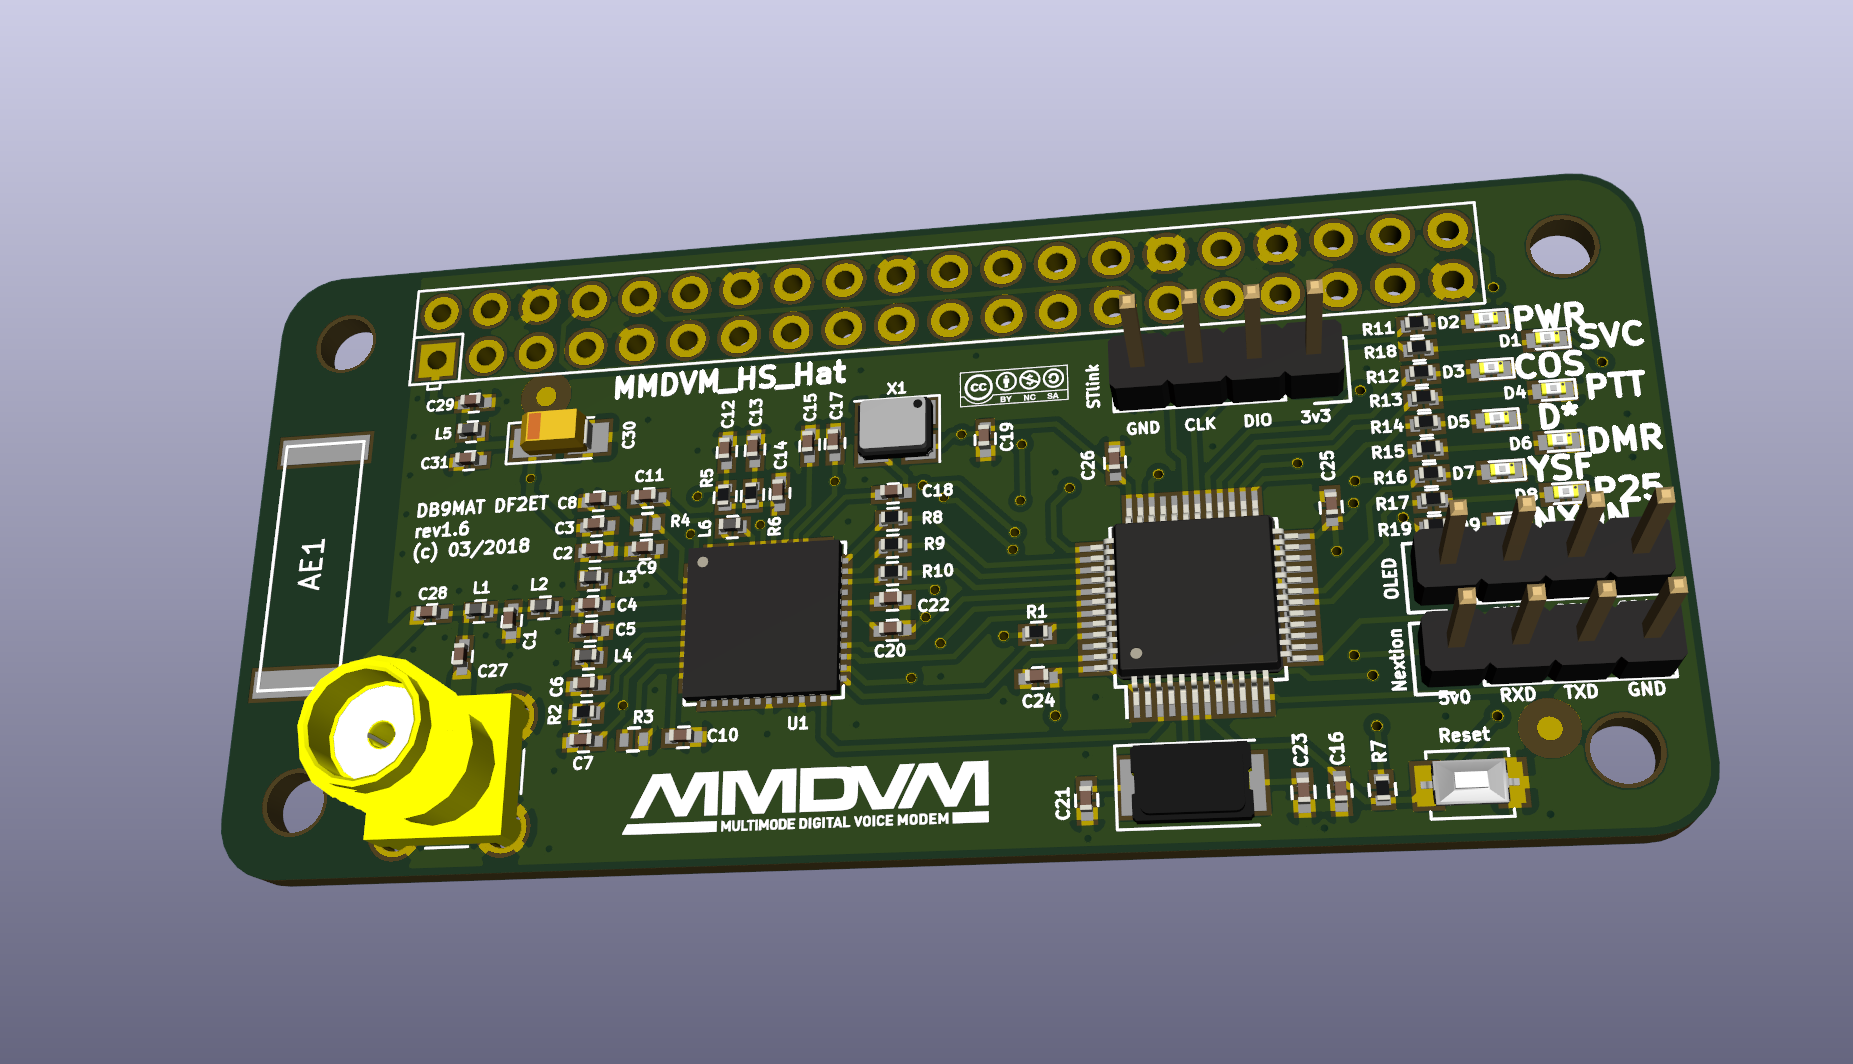 MMDVM_HS_Hat
X1
BY NC SA
STlink
GND CLK DIO 3v3
R11
R18
R12
R13
R14
R15
R16
R17
R19
D2
D1
D3
D4
D5
D6
D7
D8
PWR
SVC
COS
PTT
D*
DMR
YSF
P25
NXDN
C29
L5
C31
C30
C12
C13
C15
C17
C14
C19
C26
C25
DB9MAT DF2ET
rev1.6
(c) 03/2018
AE1
C8
C11
C3
R4
C2
C9
L3
R5
L6
R6
C18
R8
R9
R10
C22
C20
C28
L1
L2
C1
C27
C4
C5
L4
C6
R2
C7
R3
C10
U1
R1
C24
OLED
Nextion
5v0 RXD TXD GND
Reset
C21
C23
C16
R7
MMDVM
MULTIMODE DIGITAL VOICE MODEM